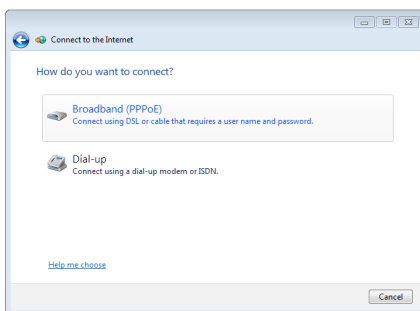 Connect to the Internet
How do you want to connect?
Broadband (PPPoE)
Connect using DSL or cable that requires a user name and password.
Dial-up
Connect using a dial-up modem or ISDN.
Help me choose
Cancel